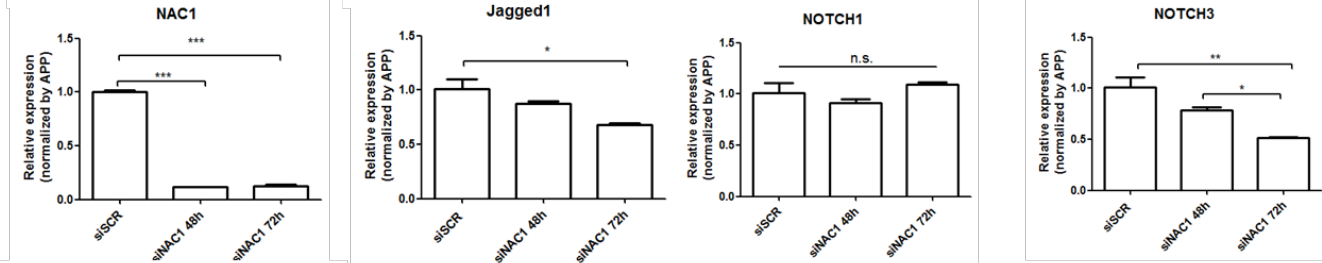 NAC1
Relative expression
(normalized by APP)
1.5
1.0
0.5
0.0
***
***
siSCR
siNAC1 48h
siNAC1 72h
Jagged1
Relative expression
(normalized by APP)
1.5
1.0
0.5
0.0
*
siSCR
siNAC1 48h
siNAC1 72h
NOTCH1
Relative expression
(normalized by APP)
1.5
1.0
0.5
0.0
n.s.
siSCR
siNAC1 48h
siNAC1 72h
NOTCH3
Relative expression
(normalized by APP)
1.5
1.0
0.5
0.0
**
*
siSCR
siNAC1 48h
siNAC1 72h